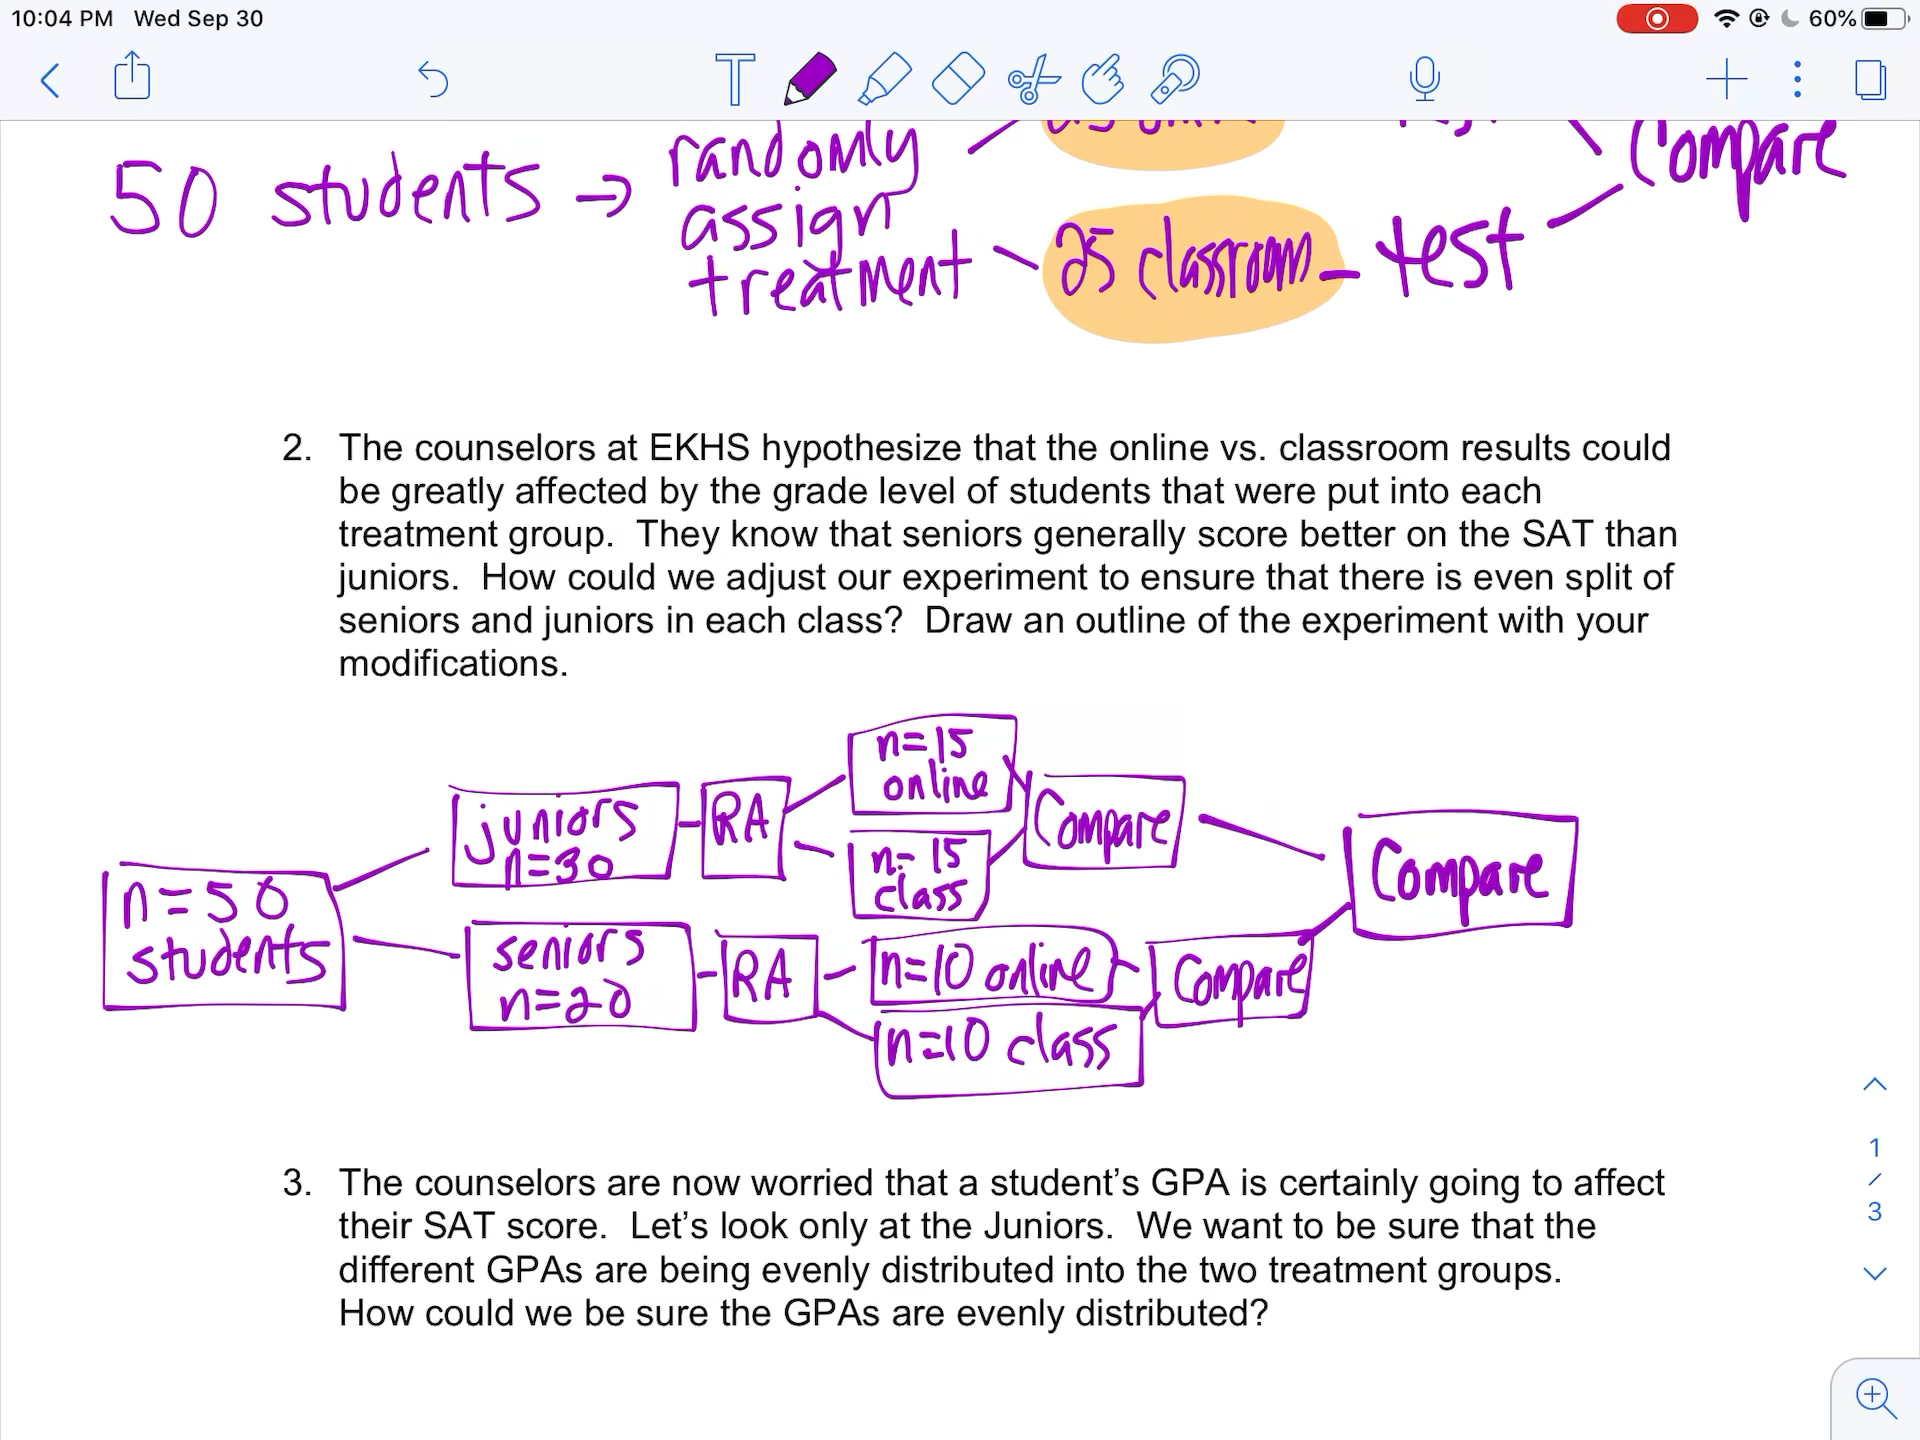 10:04 PM Wed Sep 30
60%
50 students → randomly
assign
treatment
25 classroom - test
Compare
2. The counselors at EKHS hypothesize that the online vs. classroom results could
be greatly affected by the grade level of students that were put into each
treatment group. They know that seniors generally score better on the SAT than
juniors. How could we adjust our experiment to ensure that there is even split of
seniors and juniors in each class? Draw an outline of the experiment with your
modifications.
n=50
students
juniors
n=30
RA
n=15
online
n=15
class
Compare
seniors
n=20
RA
n=10 online
n=10 class
Compare
Compare
3. The counselors are now worried that a student’s GPA is certainly going to affect
their SAT score. Let’s look only at the Juniors. We want to be sure that the
different GPAs are being evenly distributed into the two treatment groups.
How could we be sure the GPAs are evenly distributed?
1
/
3